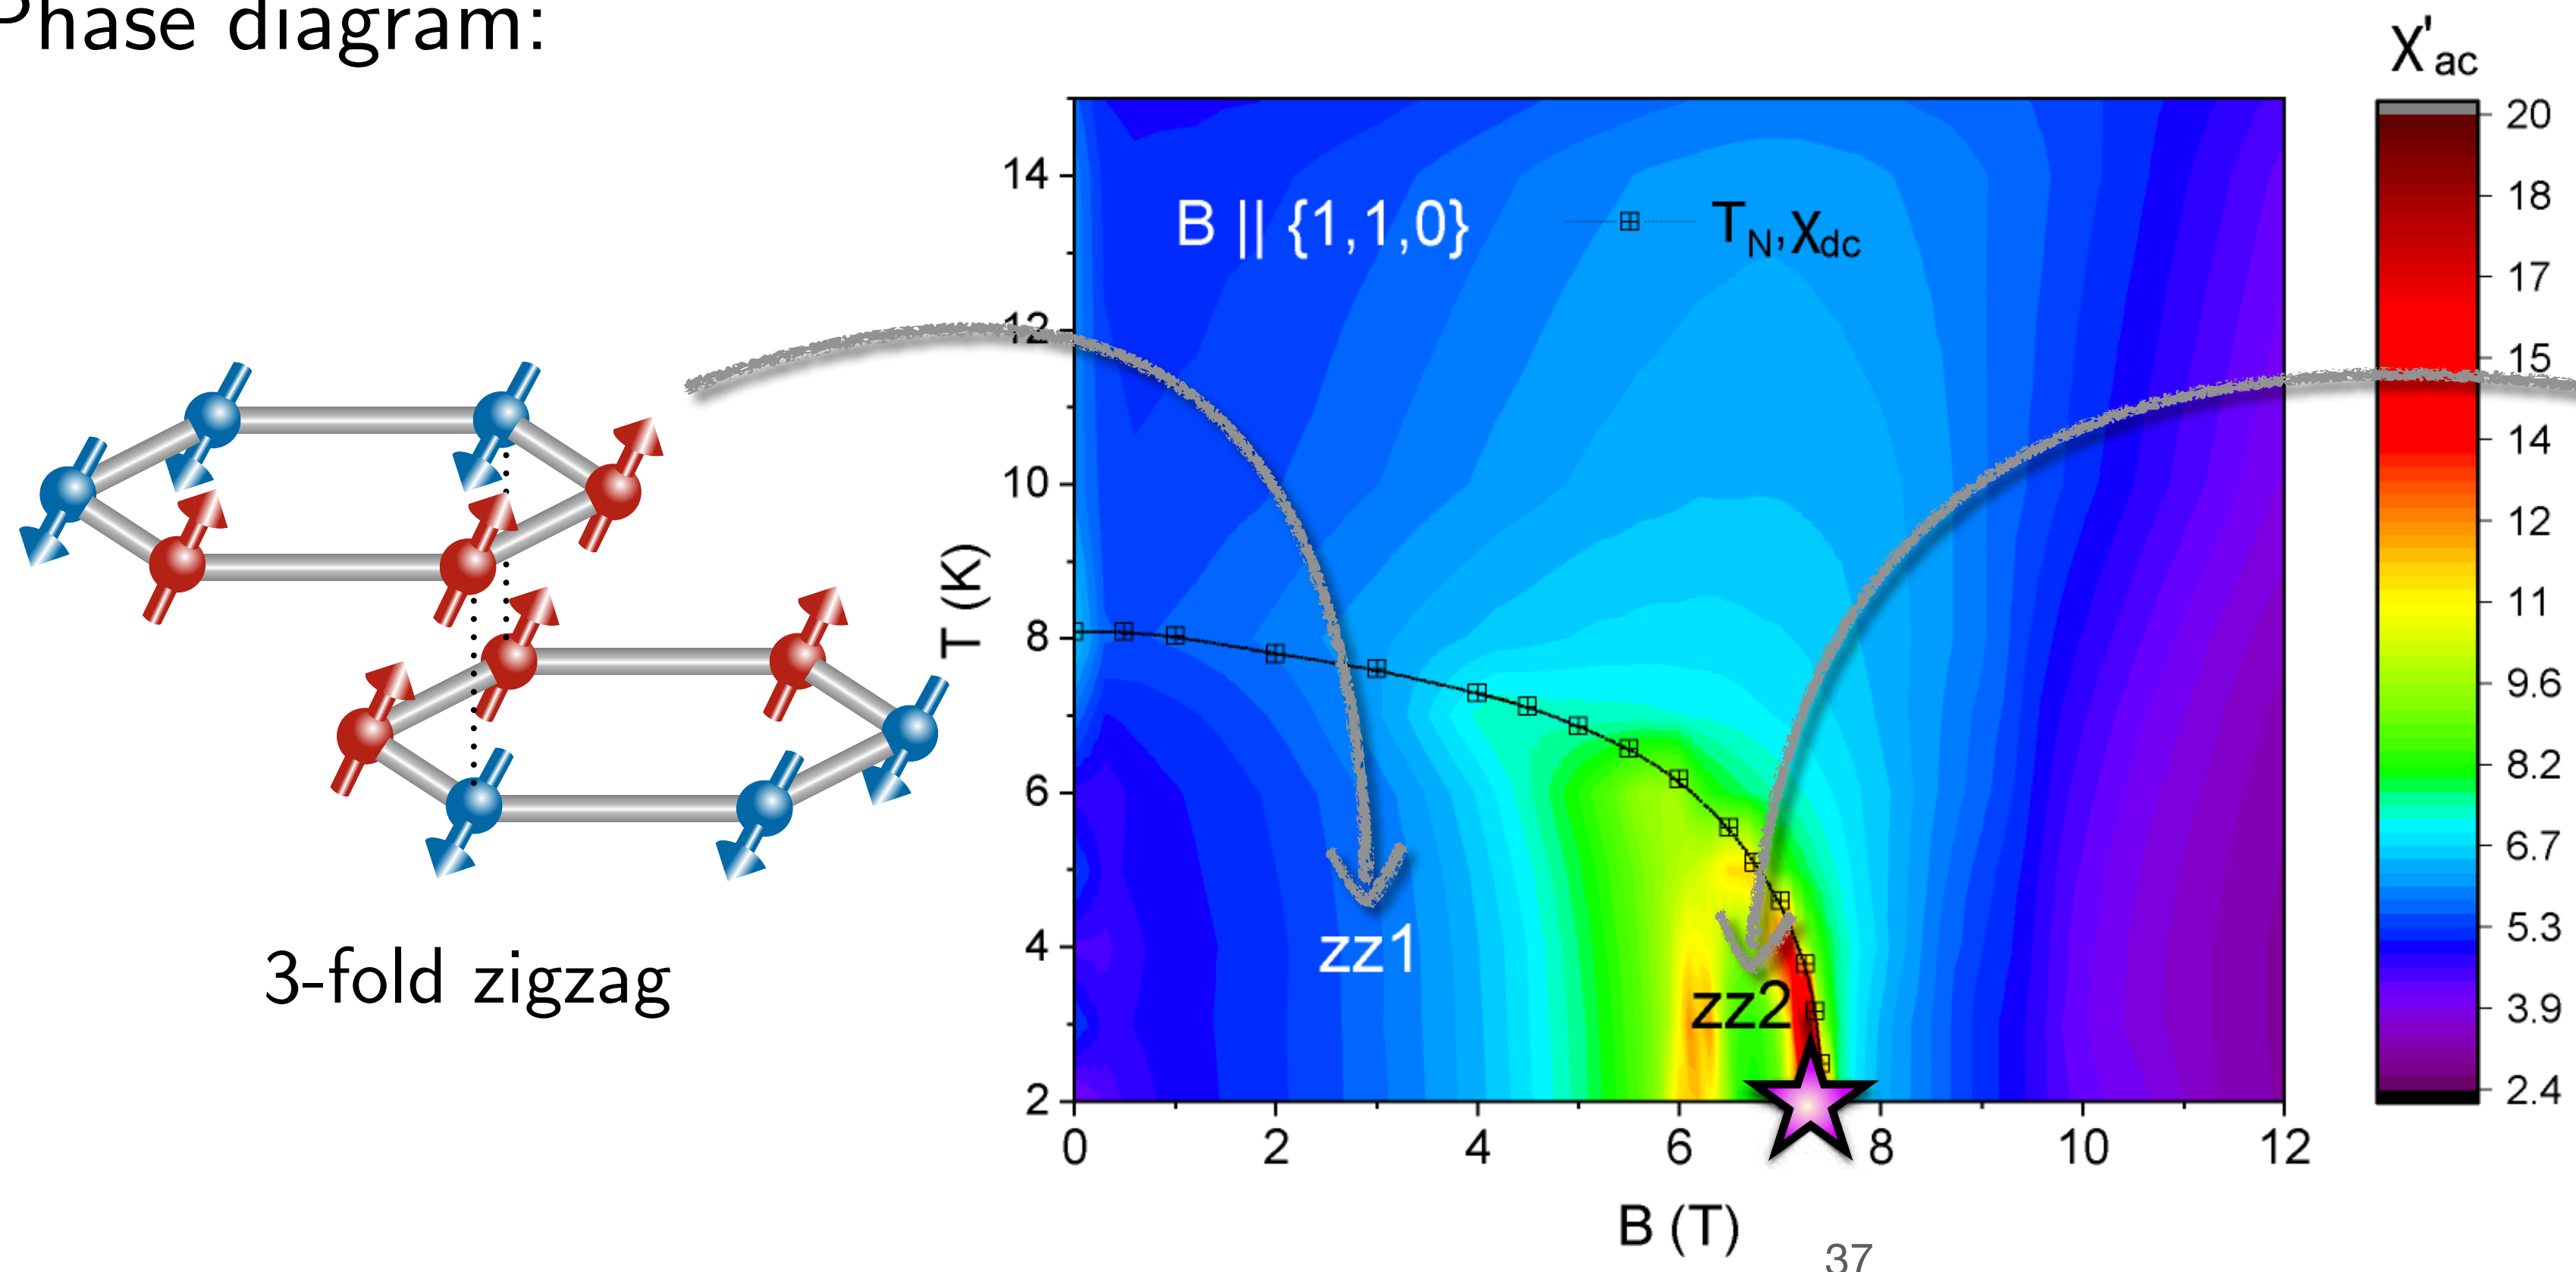 Phase diagram:
3-fold zigzag
B || {1,1,0}
T_N, χ_dc
zz1
zz2
T (K)
14
12
10
8
6
4
2
0 2 4 6 8 10 12
B (T)
37
χ'ac
20
18
17
15
14
12
11
9.6
8.2
6.7
5.3
3.9
2.4